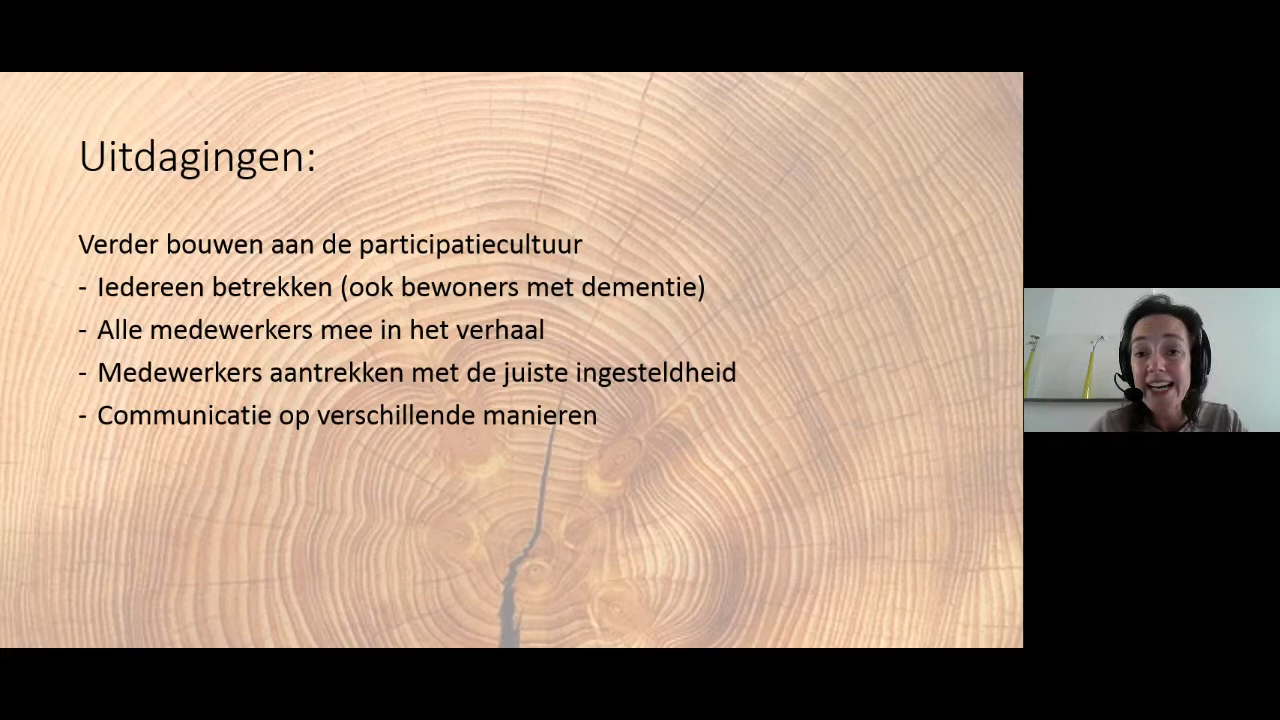 Uitdagingen:
Verder bouwen aan de participatiecultuur
- Iedereen betrekken (ook bewoners met dementie)
- Alle medewerkers mee in het verhaal
- Medewerkers aantrekken met de juiste ingesteldheid
- Communicatie op verschillende manieren